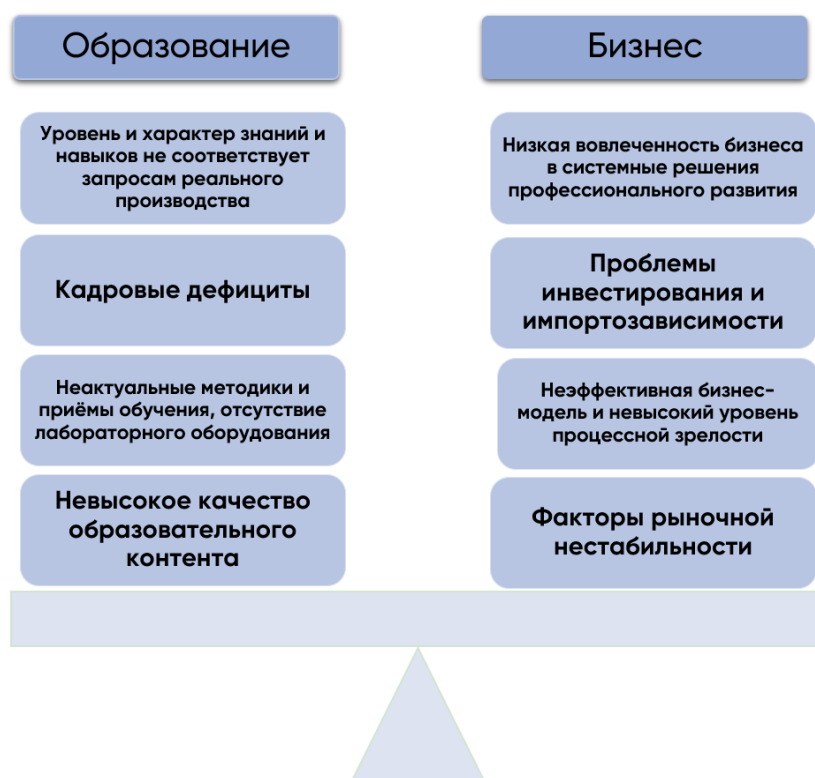 Образование
Уровень и характер знаний и
навыков не соответствует
запросам реального
производства
Кадровые дефициты
Неактуальные методики и
приёмы обучения, отсутствие
лабораторного оборудования
Невысокое качество
образовательного
контента
Бизнес
Низкая вовлеченность бизнеса
в системные решения
профессионального развития
Проблемы
инвестирования и
импортозависимости
Неэффективная бизнес-
модель и невысокий уровень
процессной зрелости
Факторы рыночной
нестабильности